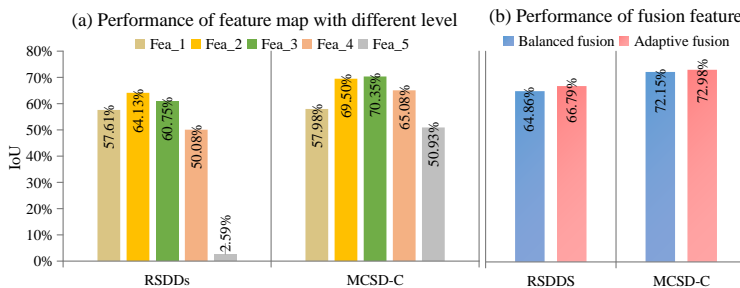 (a) Performance of feature map with different level
Fea_1 Fea_2 Fea_3 Fea_4 Fea_5
80%
70%
60%
50%
40%
30%
20%
10%
0%
IoU
57.61%
64.13%
60.75%
50.08%
2.59%
57.98%
69.50%
70.35%
65.08%
50.93%
RSDDs
MCSD-C
(b) Performance of fusion feature
Balanced fusion Adaptive fusion
64.86%
66.79%
72.15%
72.98%
RSDDS
MCSD-C